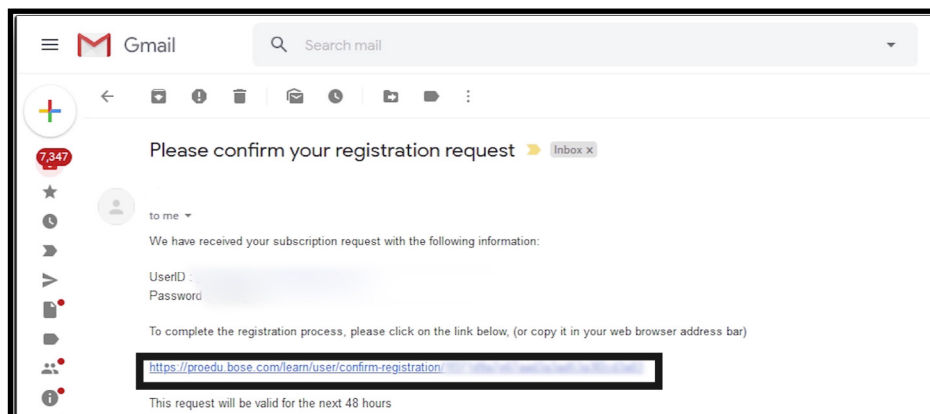 Gmail
Search mail
7,347
Please confirm your registration request
Inbox x
to me
We have received your subscription request with the following information:
UserID :
Password
To complete the registration process, please click on the link below, (or copy it in your web browser address bar)
https://proedu.bose.com/learn/user/confirm-registration/
This request will be valid for the next 48 hours